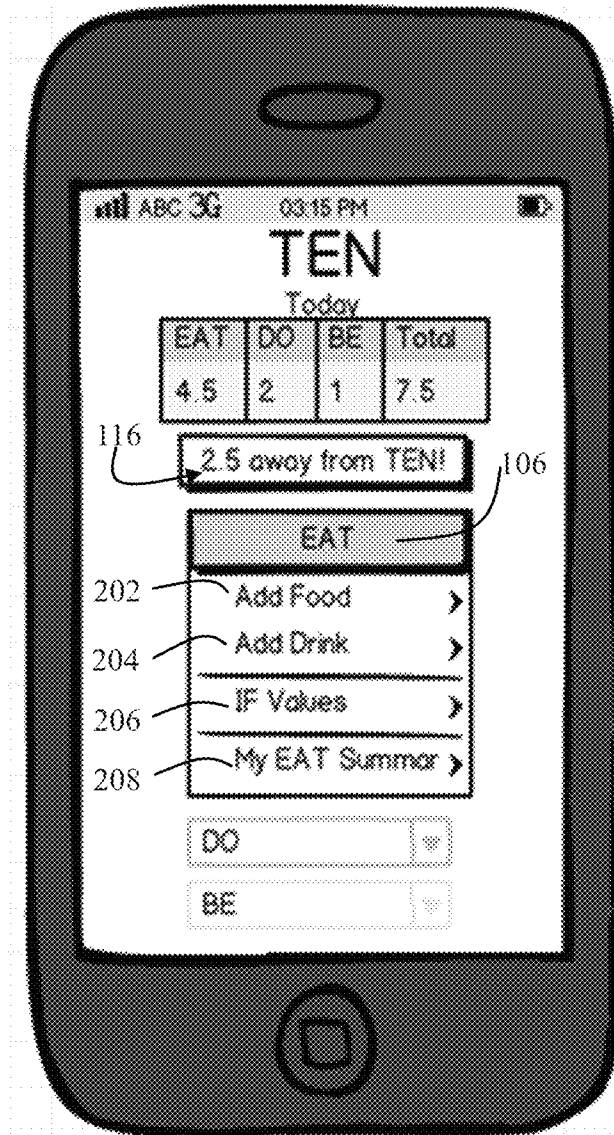 ABC 3G 03:15 PM
TEN
Today
EAT DO BE Total
4.5 2 1 7.5
116
2.5 away from TEN!
106
EAT
202
Add Food
204
Add Drink
206
IF Values
208
My EAT Summar
DO
BE